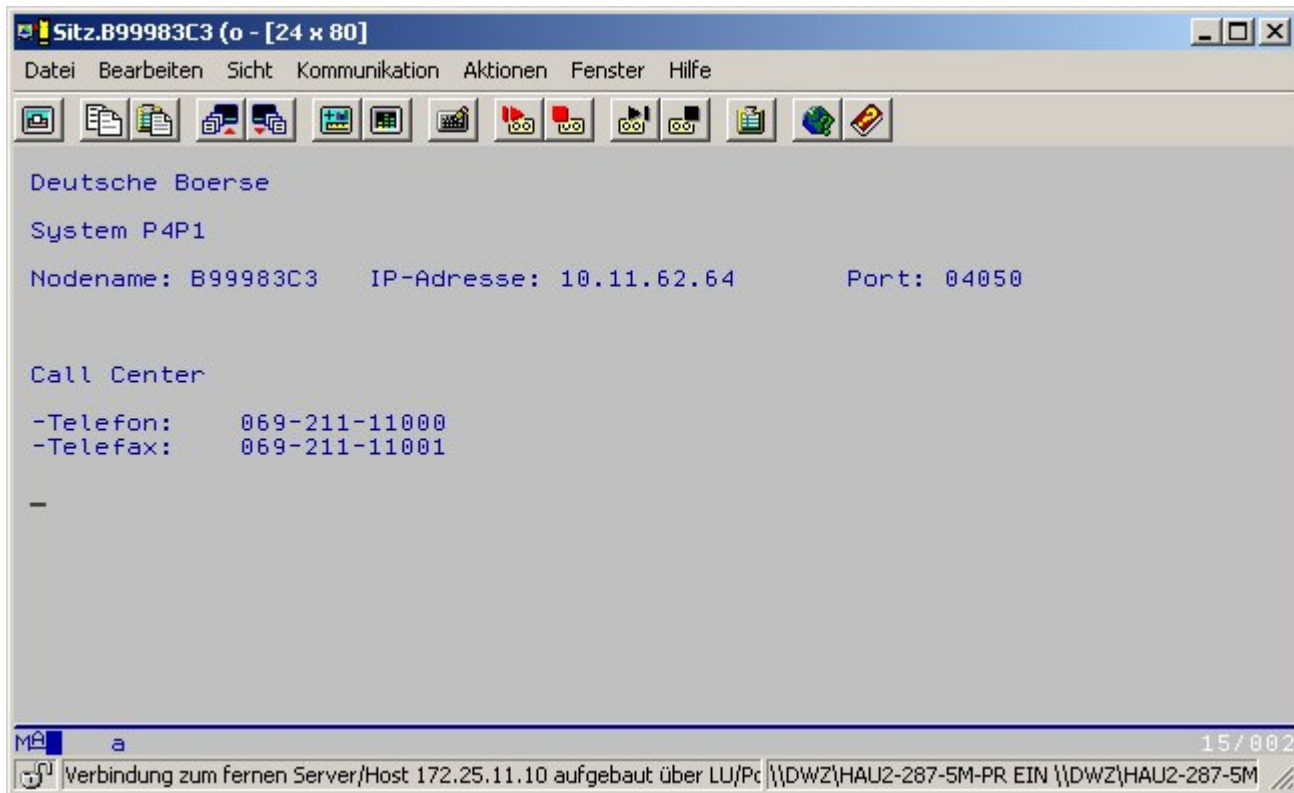 Sitz.B99983C3 (o - [24 x 80]
Datei Bearbeiten Sicht Kommunikation Aktionen Fenster Hilfe
Deutsche Boerse
System P4P1
Nodename: B99983C3 IP-Adresse: 10.11.62.64 Port: 04050
Call Center
-Telefon: 069-211-11000
-Telefax: 069-211-11001
MA a 15/002
Verbindung zum fernen Server/Host 172.25.11.10 aufgebaut über LU/Po \\DWZ\HAU2-287-5M-PR EIN \\DWZ\HAU2-287-5M